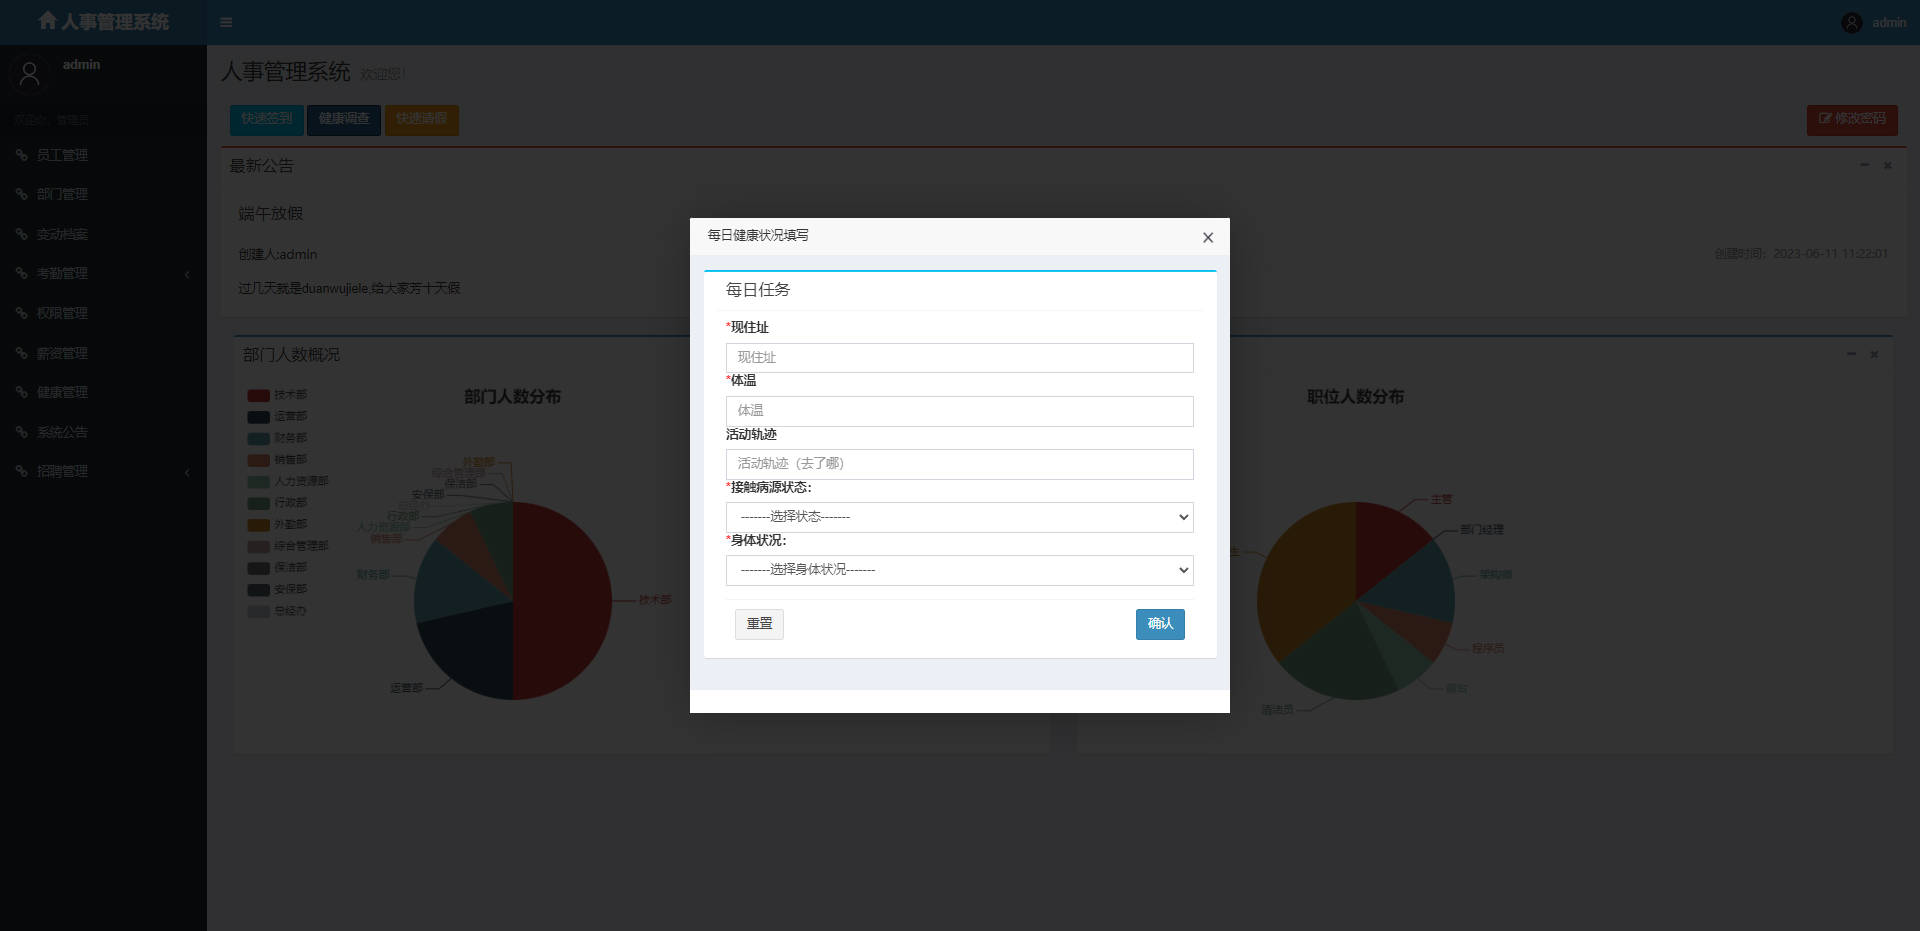 人事管理系统
admin
admin
欢迎你，管理员
员工管理
部门管理
变动档案
考勤管理
权限管理
薪资管理
健康管理
系统公告
招聘管理
人事管理系统 欢迎您!
快速签到 健康调查 快速请假
修改密码
最新公告
端午放假
创建人:admin
创建时间：2023-06-11 11:22:01
过几天就是duanwujiele,给大家芳十天假
每日健康状况填写
每日任务
*现住址
现住址
*体温
体温
活动轨迹
活动轨迹（去了哪）
*接触病源状态：
-------选择状态-------
*身体状况：
-------选择身体状况-------
重置 确认
部门人数概况
部门人数分布
技术部
运营部
财务部
销售部
人力资源部
行政部
外勤部
综合管理部
保洁部
安保部
总经办
外勤部
综合管理部
保洁部
安保部
行政部
人力资源部
销售部
财务部
技术部
运营部
职位人数分布
主管
部门经理
架构师
程序员
清洁员